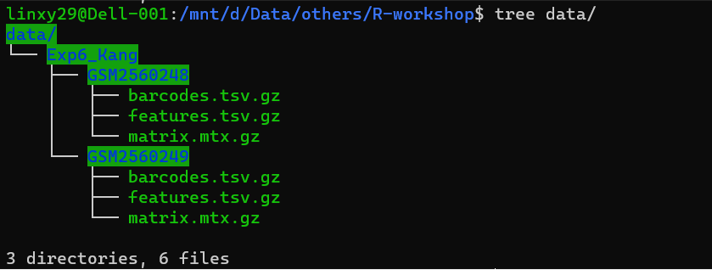 linxy29@Dell-001:/mnt/d/Data/others/R-workshop$ tree data/
data/
└── Exp6_Kang
    ├── GSM2560248
    │   ├── barcodes.tsv.gz
    │   ├── features.tsv.gz
    │   └── matrix.mtx.gz
    └── GSM2560249
        ├── barcodes.tsv.gz
        ├── features.tsv.gz
        └── matrix.mtx.gz
3 directories, 6 files